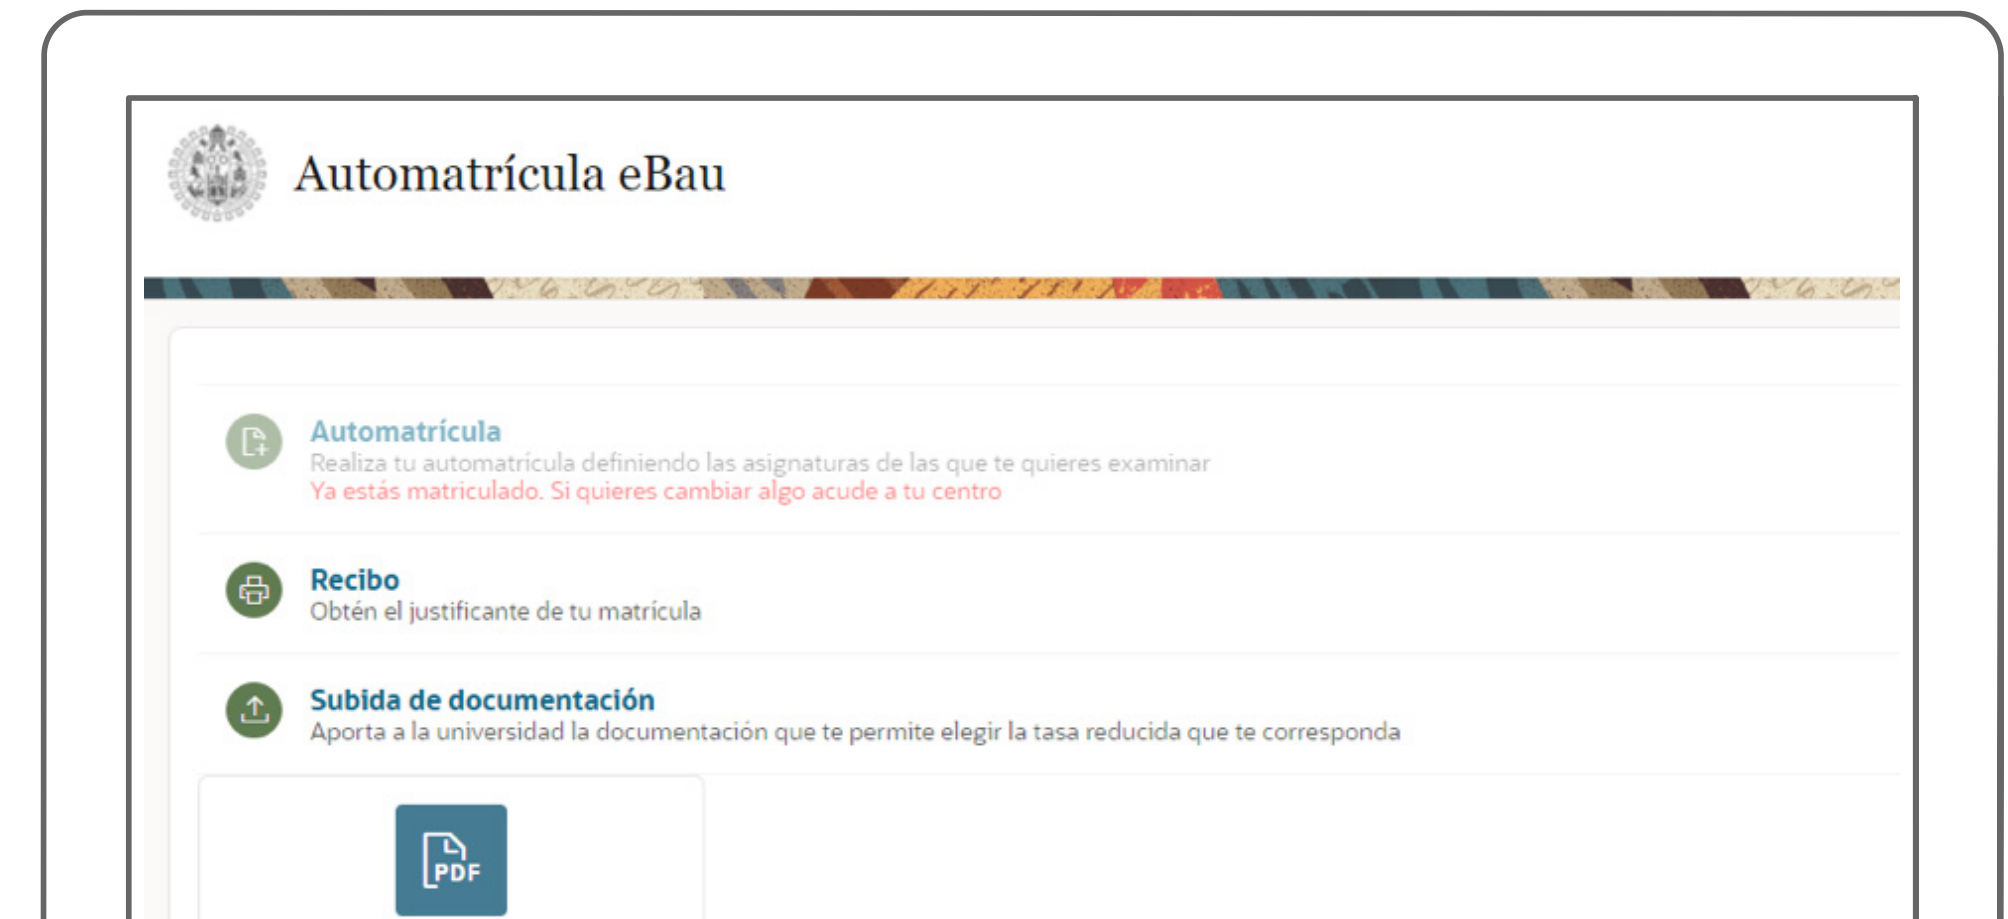 Automatrícula eBau
Automatrícula
Realiza tu automatrícula definiendo las asignaturas de las que te quieres examinar
Ya estás matriculado. Si quieres cambiar algo acude a tu centro
Recibo
Obtén el justificante de tu matrícula
Subida de documentación
Aporta a la universidad la documentación que te permite elegir la tasa reducida que te corresponda
PDF